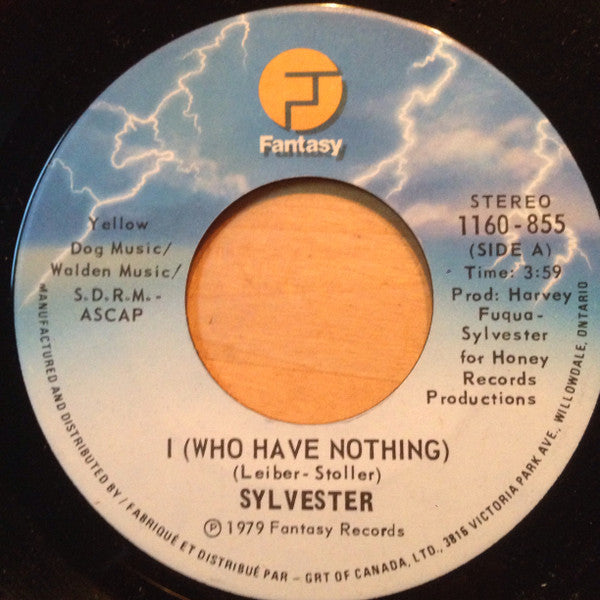 Fantasy
Yellow
Dog Music/
Walden Music/
S.D.R.M.-
ASCAP
STEREO
1160-855
(SIDE A)
Time: 3:59
Prod: Harvey
Fuqua-
Sylvester
for Honey
Records
Productions
I (WHO HAVE NOTHING)
(Leiber-Stoller)
SYLVESTER
℗ 1979 Fantasy Records
MANUFACTURED AND DISTRIBUTED BY / FABRIQUÉ ET DISTRIBUÉ PAR - GRT OF CANADA, LTD., 3816 VICTORIA PARK AVE., WILLOWDALE, ONTARIO